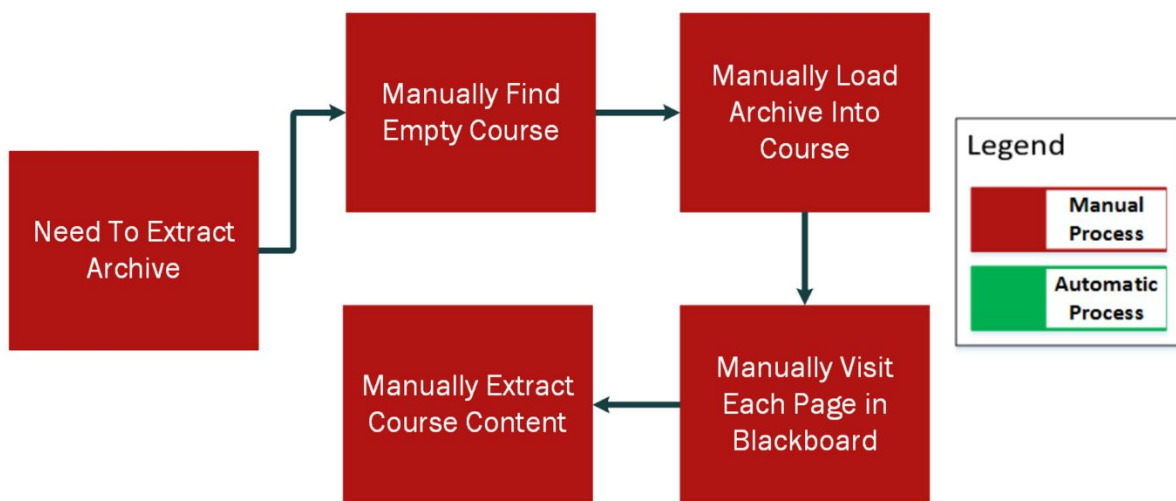 Need To Extract
Archive
Manually Find
Empty Course
Manually Load
Archive Into
Course
Manually Visit
Each Page in
Blackboard
Manually Extract
Course Content
Legend
Manual
Process
Automatic
Process